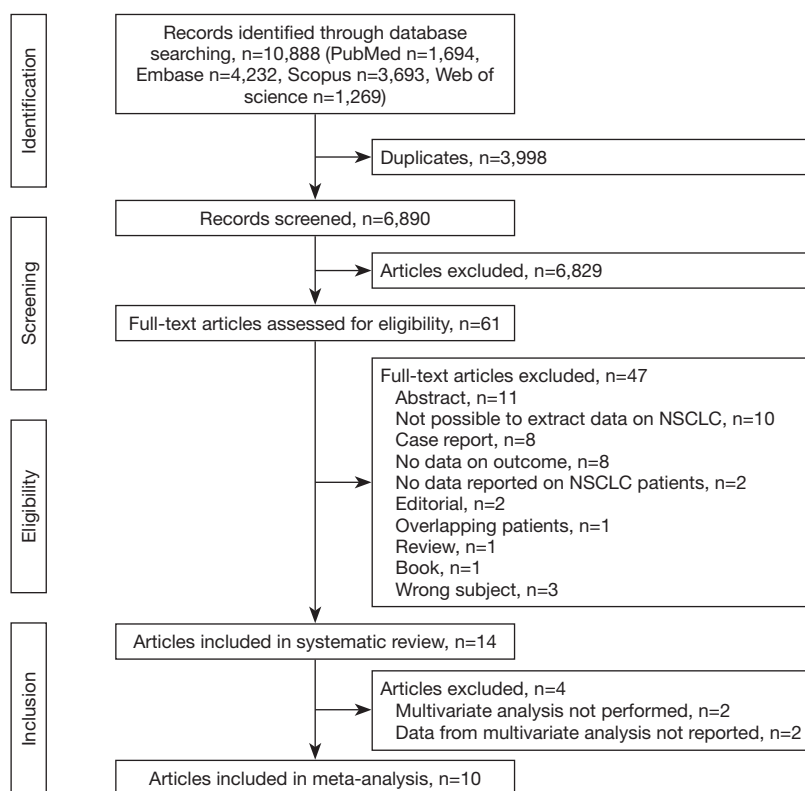 Identification
Records identified through database
searching, n=10,888 (PubMed n=1,694,
Embase n=4,232, Scopus n=3,693, Web of
science n=1,269)
Duplicates, n=3,998
Records screened, n=6,890
Screening
Articles excluded, n=6,829
Full-text articles assessed for eligibility, n=61
Eligibility
Full-text articles excluded, n=47
Abstract, n=11
Not possible to extract data on NSCLC, n=10
Case report, n=8
No data on outcome, n=8
No data reported on NSCLC patients, n=2
Editorial, n=2
Overlapping patients, n=1
Review, n=1
Book, n=1
Wrong subject, n=3
Articles included in systematic review, n=14
Inclusion
Articles excluded, n=4
Multivariate analysis not performed, n=2
Data from multivariate analysis not reported, n=2
Articles included in meta-analysis, n=10